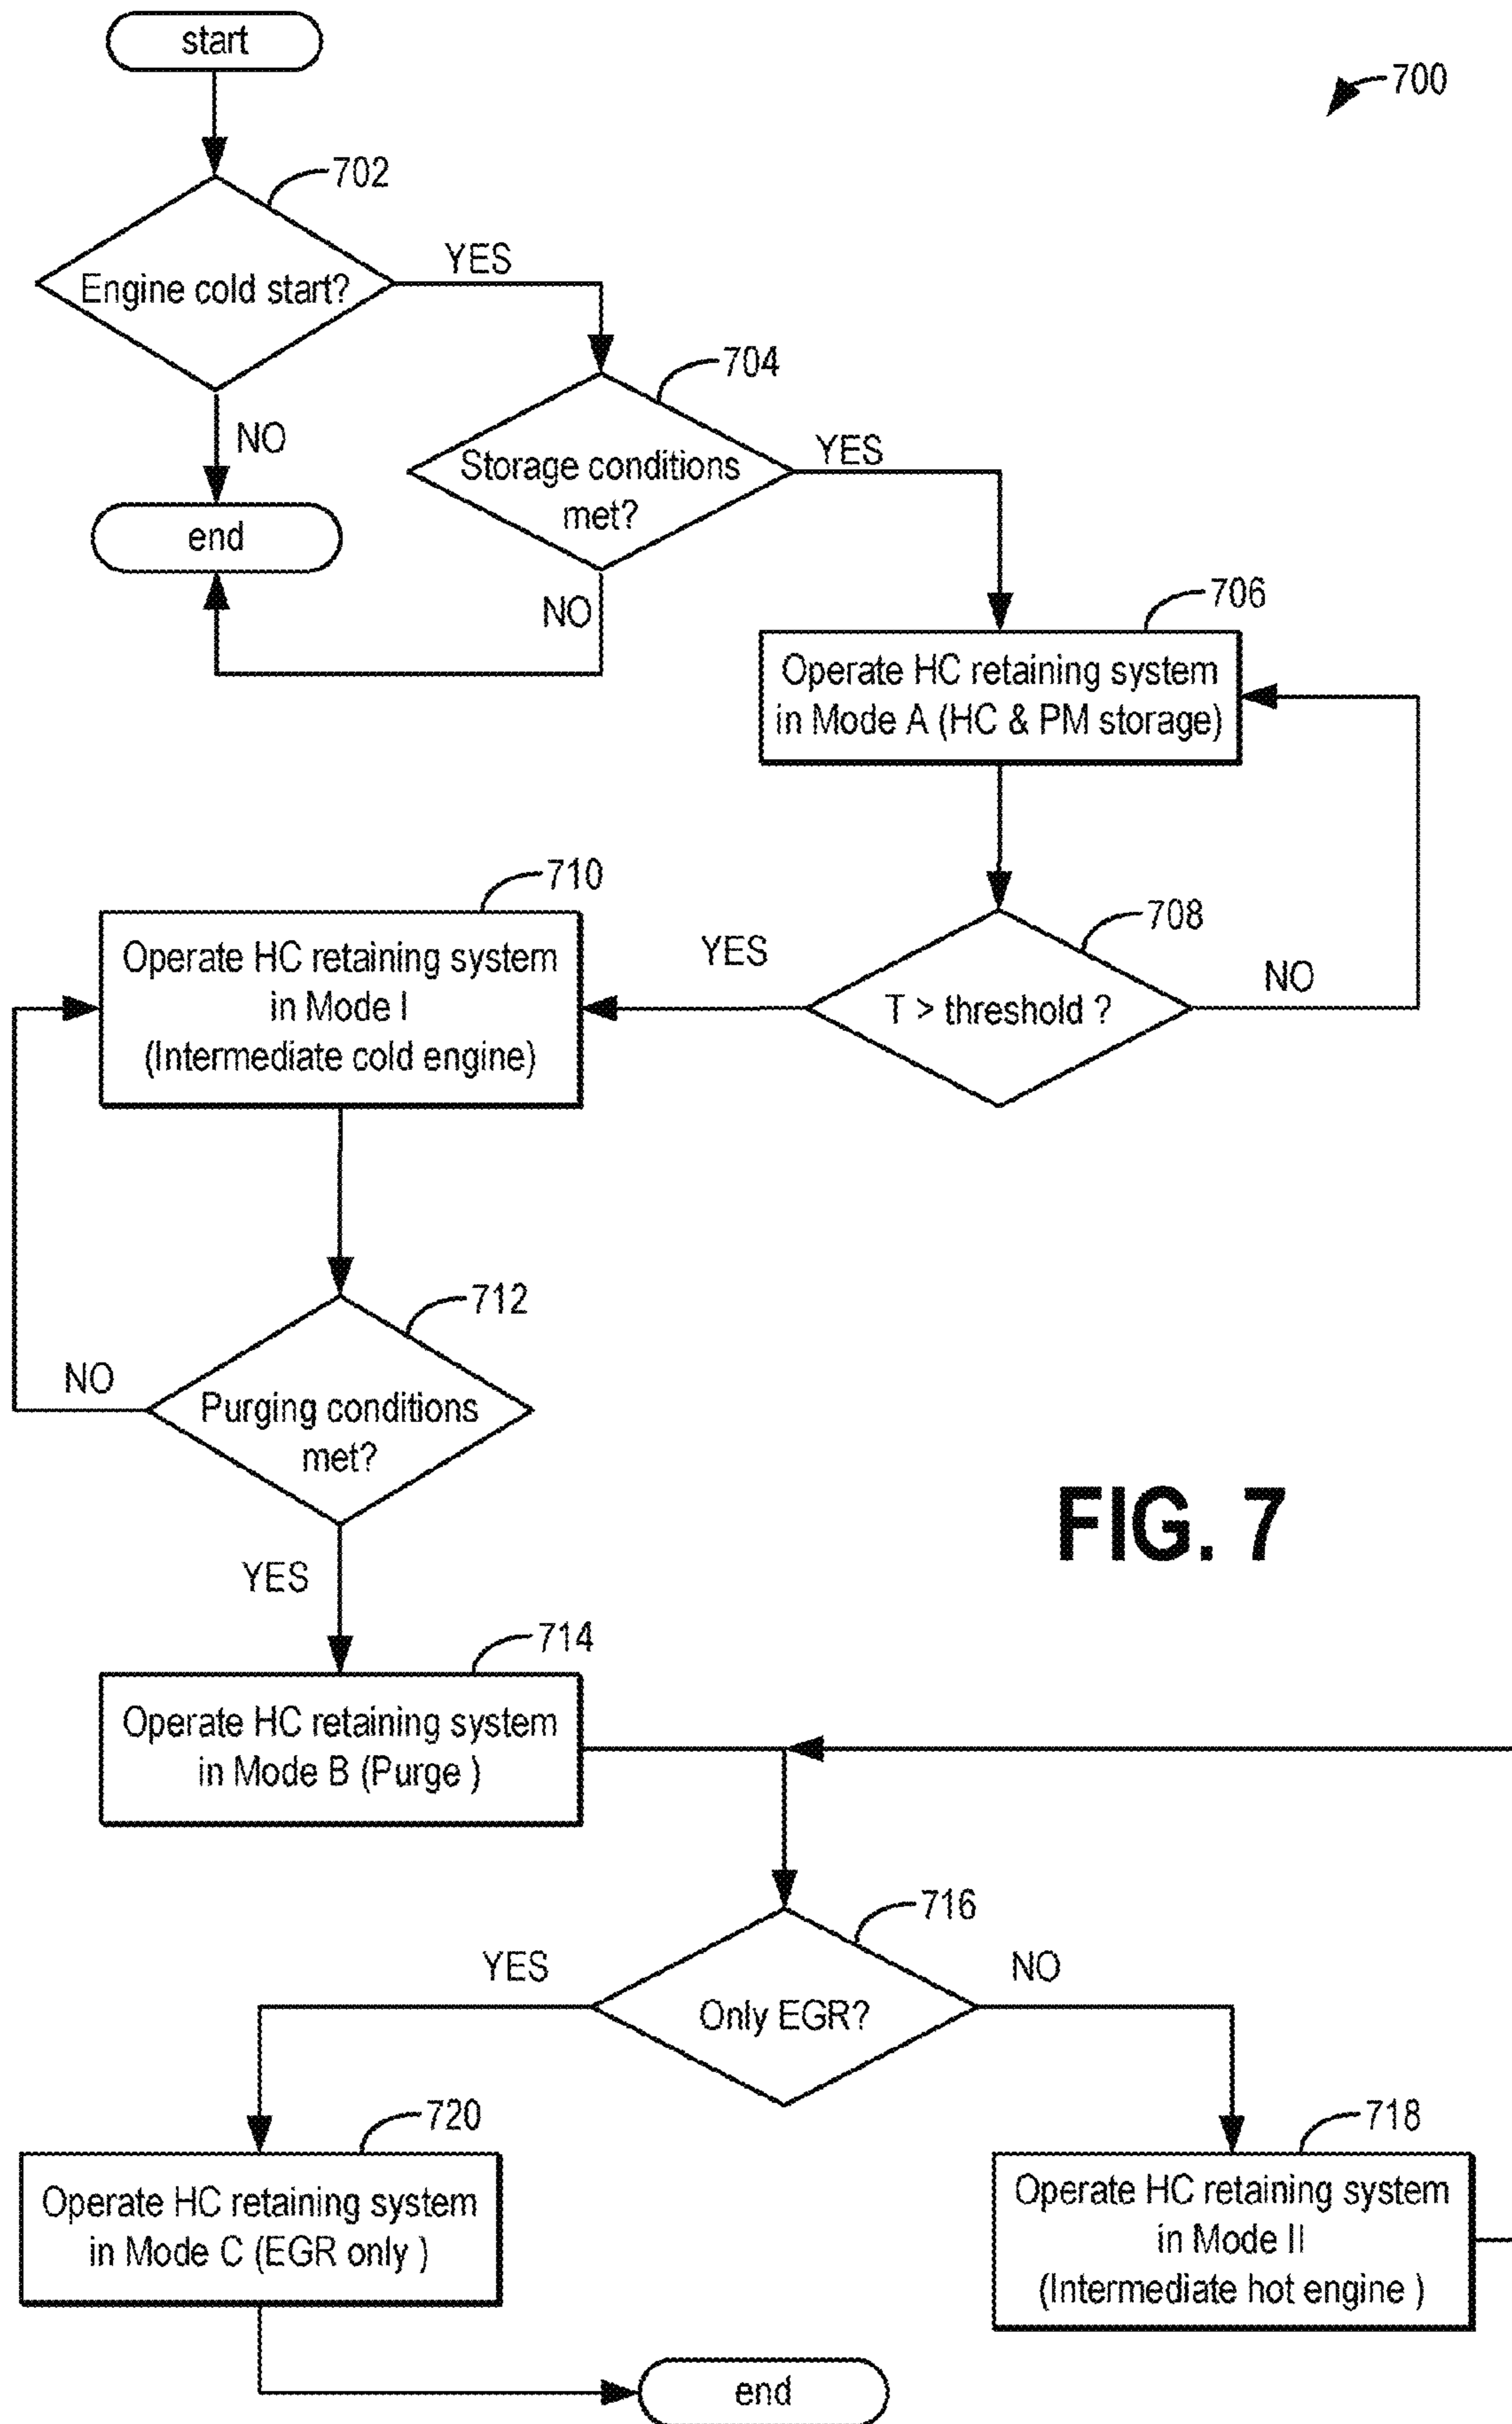 start
700
702
Engine cold start?
YES
NO
704
Storage conditions
met?
YES
NO
end
706
Operate HC retaining system
in Mode A (HC & PM storage)
708
T > threshold ?
YES
NO
710
Operate HC retaining system
in Mode I
(Intermediate cold engine)
712
Purging conditions
met?
NO
YES
FIG. 7
714
Operate HC retaining system
in Mode B (Purge )
716
Only EGR?
YES
NO
720
Operate HC retaining system
in Mode C (EGR only )
718
Operate HC retaining system
in Mode II
(Intermediate hot engine )
end